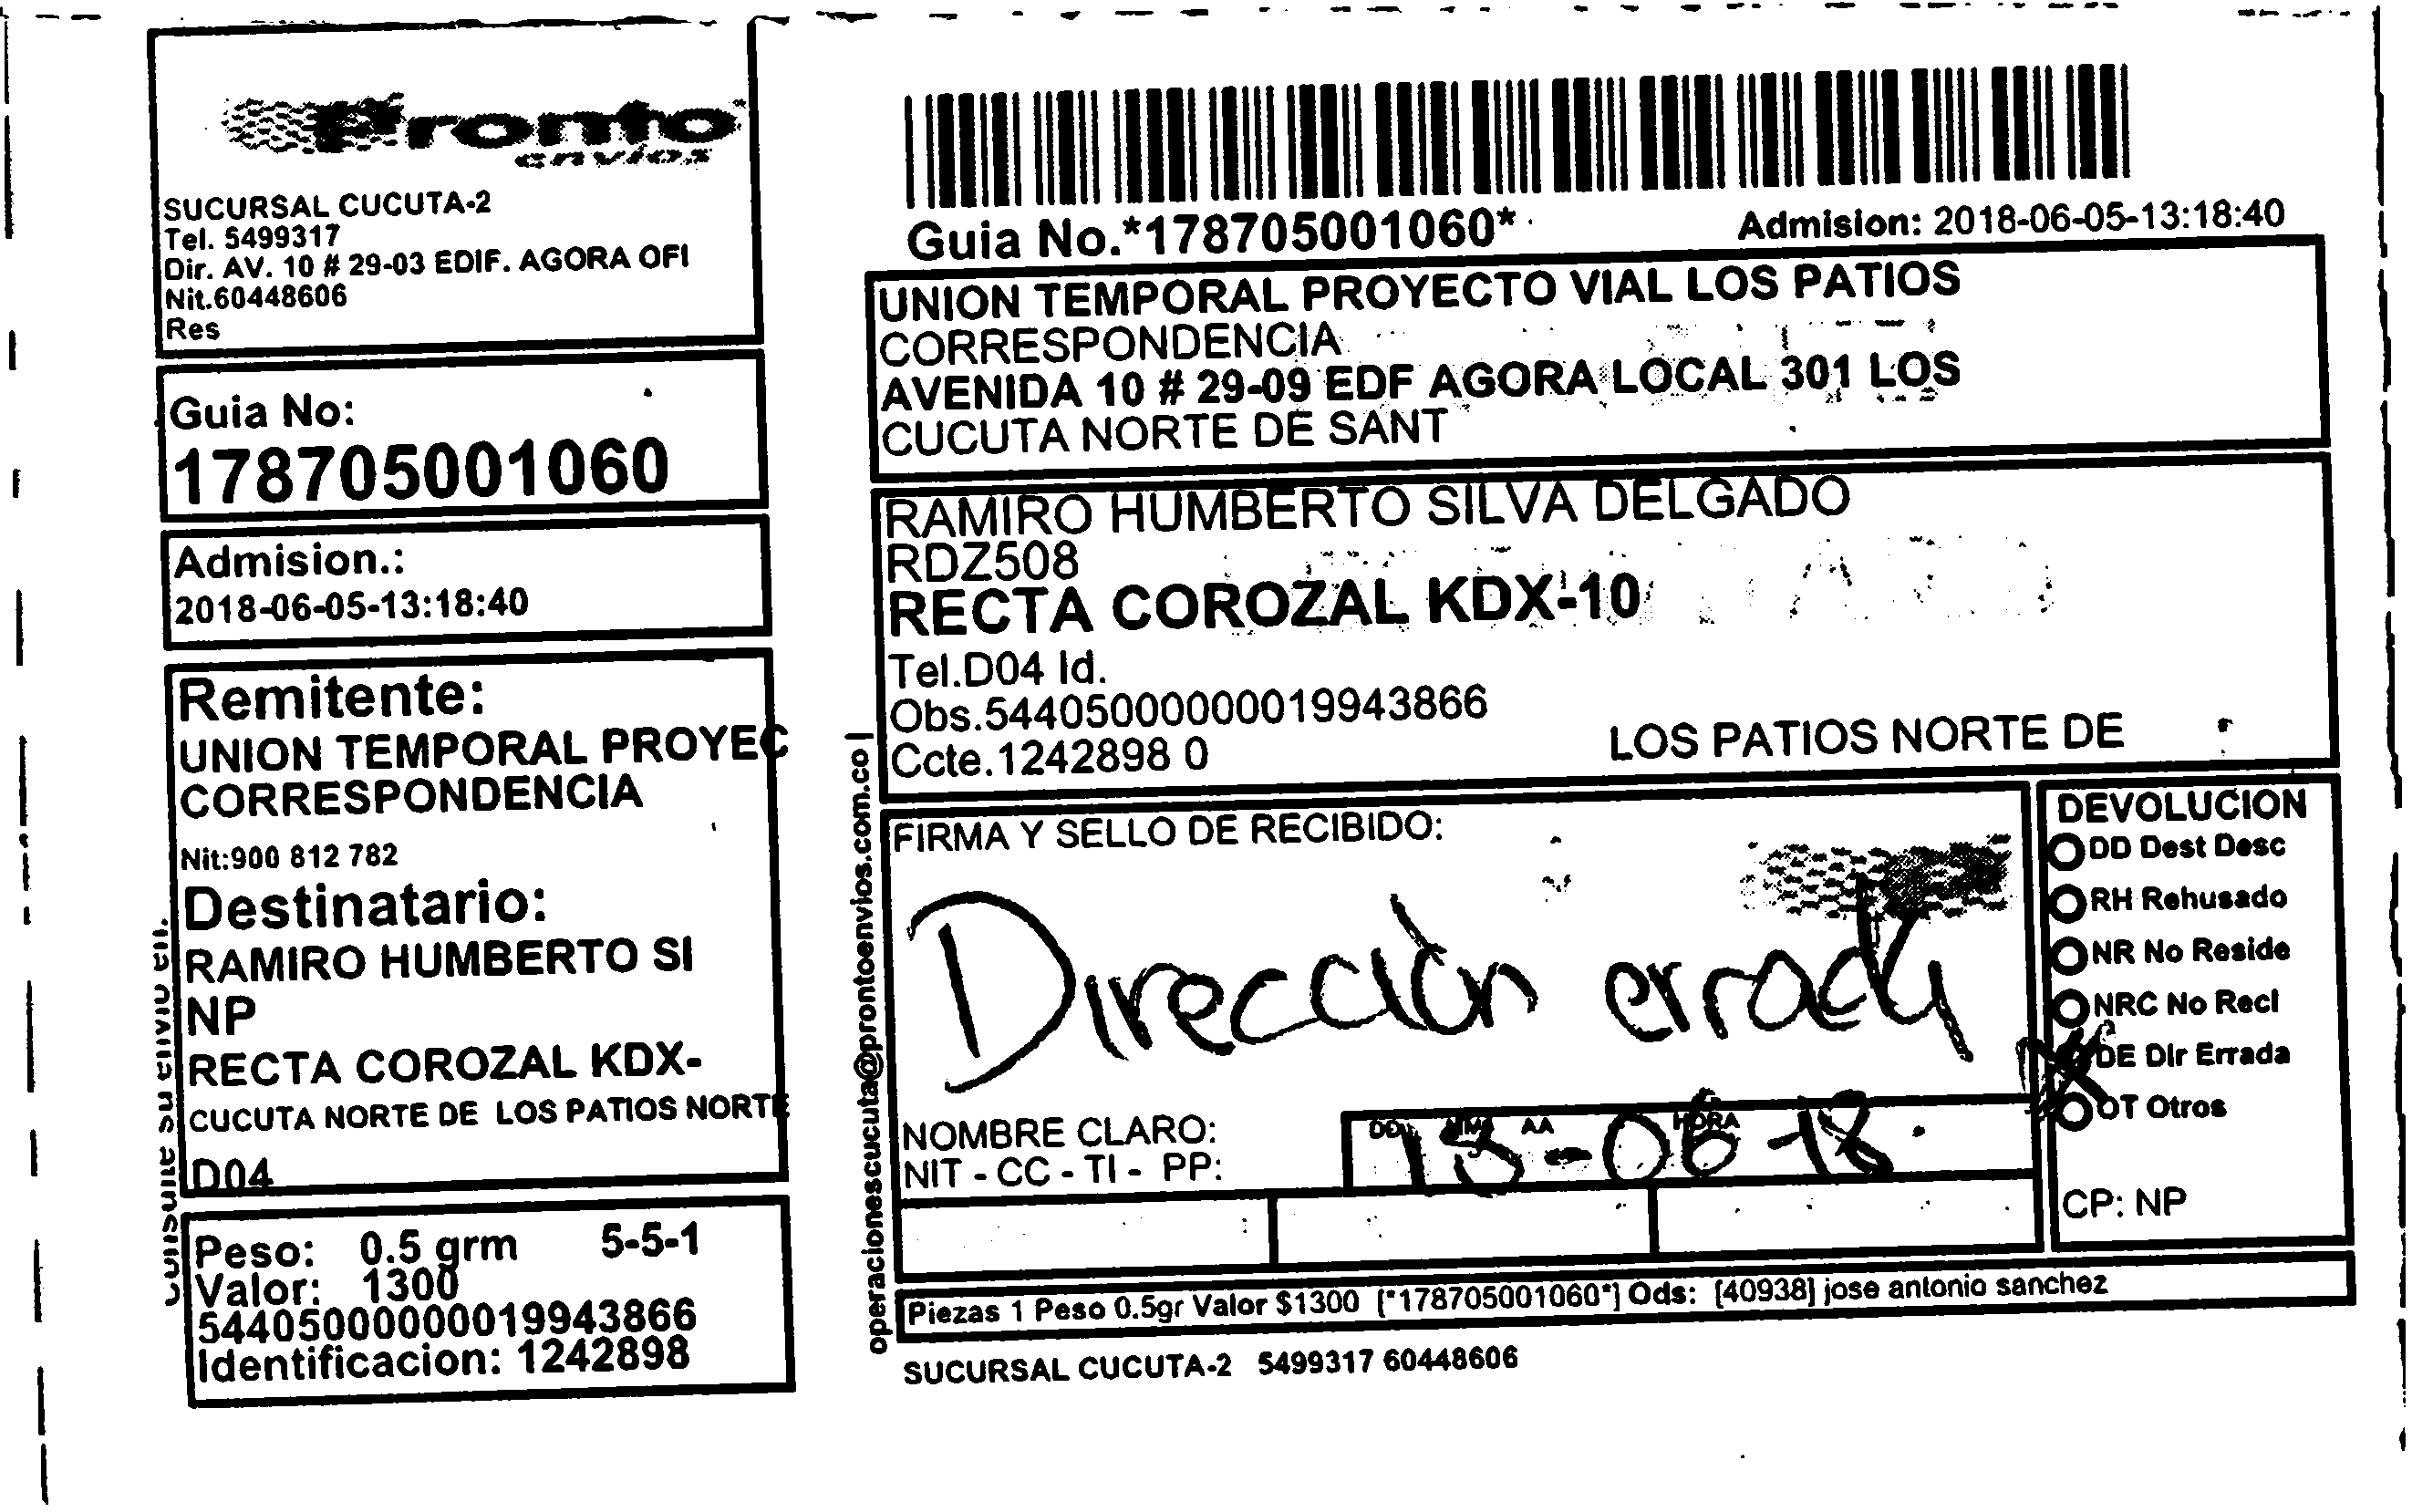 Pronto
envíos
SUCURSAL CUCUTA-2
Tel. 5499317
Dir. AV. 10 # 29-03 EDIF. AGORA OFI
Nit.60448606
Res
Guia No:
178705001060
Admision.:
2018-06-05-13:18:40
Remitente:
UNION TEMPORAL PROYEC
CORRESPONDENCIA
Nit:900 812 782
Destinatario:
RAMIRO HUMBERTO SI
NP
RECTA COROZAL KDX-
CUCUTA NORTE DE LOS PATIOS NORTE
D04
Peso: 0.5 grm 5-5-1
Valor: 1300
544050000000019943866
Identificacion: 1242898
Consulte su envio en.
Guia No.*178705001060*
Admision: 2018-06-05-13:18:40
UNION TEMPORAL PROYECTO VIAL LOS PATIOS
CORRESPONDENCIA
AVENIDA 10 # 29-09 EDF AGORA LOCAL 301 LOS
CUCUTA NORTE DE SANT
RAMIRO HUMBERTO SILVA DELGADO
RDZ508
RECTA COROZAL KDX-10
Tel.D04 Id.
Obs.544050000000019943866
Ccte.1242898 0
LOS PATIOS NORTE DE
operacionescucuta@prontoenvios.com.co |
FIRMA Y SELLO DE RECIBIDO:
Dirección errada
NOMBRE CLARO:
NIT - CC - TI - PP:
DD MM AA HORA
13-06-18.
DEVOLUCION
DD Dest Desc
RH Rehusado
NR No Reside
NRC No Recl
DE Dir Errada
OT Otros
CP: NP
Piezas 1 Peso 0.5gr Valor $1300 [*178705001060*] Ods: [40938] jose antonio sanchez
SUCURSAL CUCUTA-2 5499317 60448606